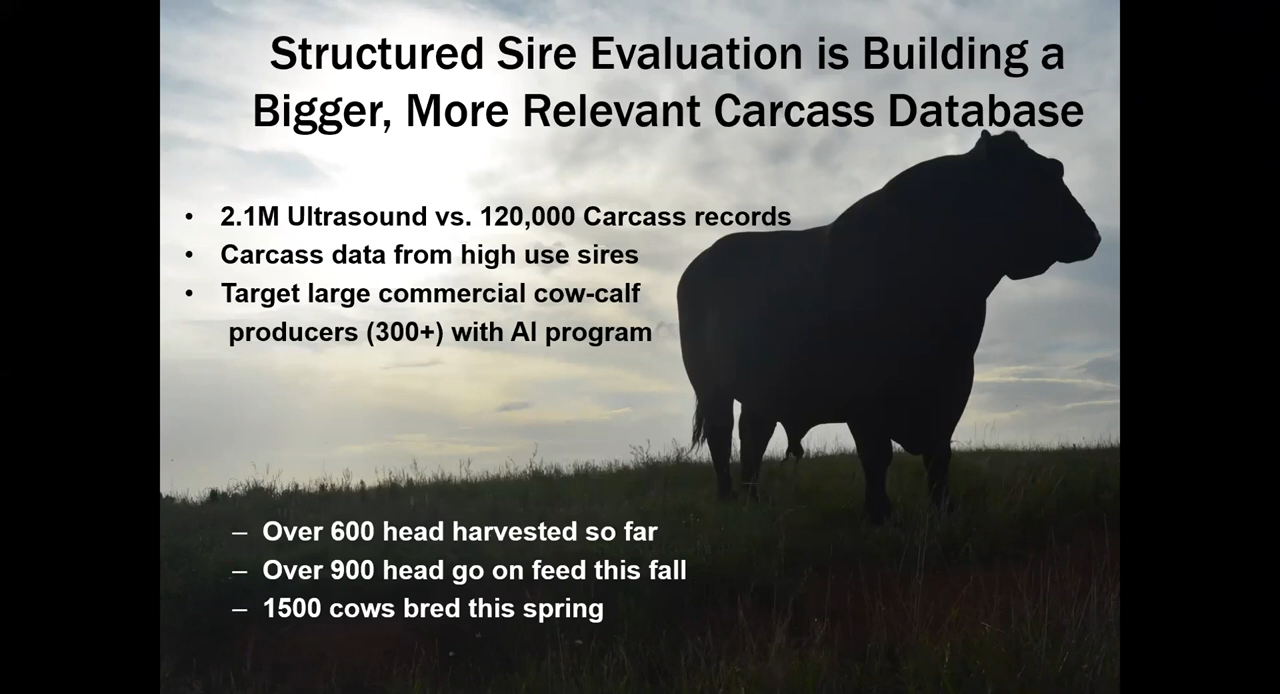 Structured Sire Evaluation is Building a
Bigger, More Relevant Carcass Database
• 2.1M Ultrasound vs. 120,000 Carcass records
• Carcass data from high use sires
• Target large commercial cow-calf
producers (300+) with AI program
– Over 600 head harvested so far
– Over 900 head go on feed this fall
– 1500 cows bred this spring